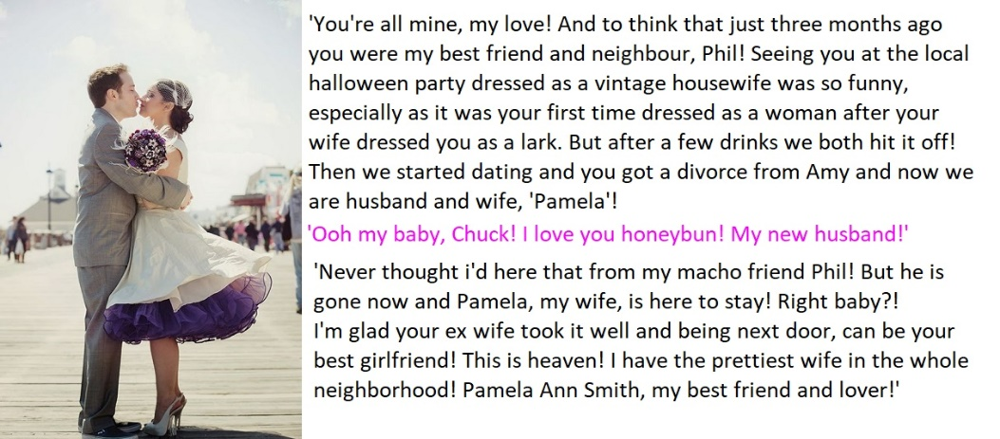 'You're all mine, my love! And to think that just three months ago
you were my best friend and neighbour, Phil! Seeing you at the local
halloween party dressed as a vintage housewife was so funny,
especially as it was your first time dressed as a woman after your
wife dressed you as a lark. But after a few drinks we both hit it off!
Then we started dating and you got a divorce from Amy and now we
are husband and wife, 'Pamela'!
'Ooh my baby, Chuck! I love you honeybun! My new husband!'
'Never thought i'd here that from my macho friend Phil! But he is
gone now and Pamela, my wife, is here to stay! Right baby?!
I'm glad your ex wife took it well and being next door, can be your
best girlfriend! This is heaven! I have the prettiest wife in the whole
neighborhood! Pamela Ann Smith, my best friend and lover!'